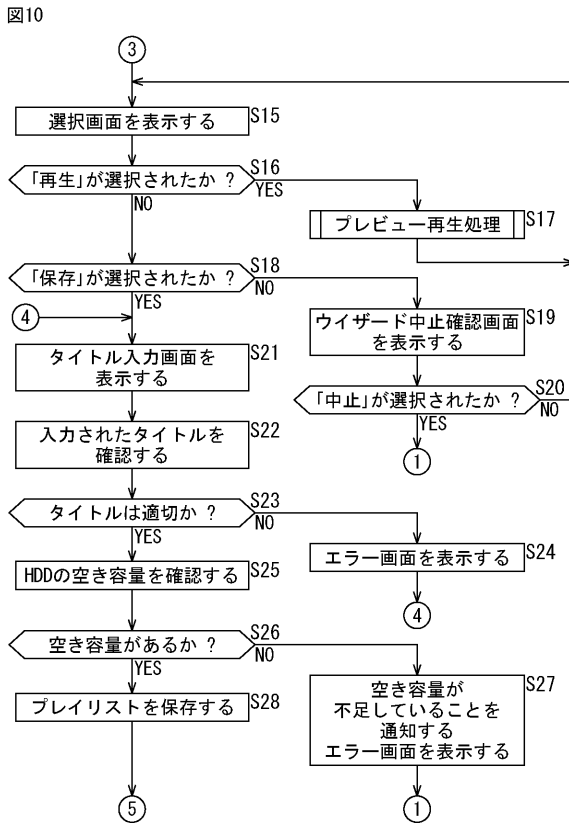 図10
③
選択画面を表示する
S15
「再生」が選択されたか ?
S16
YES
NO
プレビュー再生処理
S17
「保存」が選択されたか ?
S18
NO
YES
④
ウイザード中止確認画面
を表示する
S19
タイトル入力画面を
表示する
S21
「中止」が選択されたか ?
S20
NO
YES
①
入力されたタイトルを
確認する
S22
タイトルは適切か ?
S23
NO
YES
エラー画面を表示する
S24
④
HDDの空き容量を確認する
S25
空き容量があるか ?
S26
NO
YES
空き容量が
不足していることを
通知する
エラー画面を表示する
S27
プレイリストを保存する
S28
⑤
①